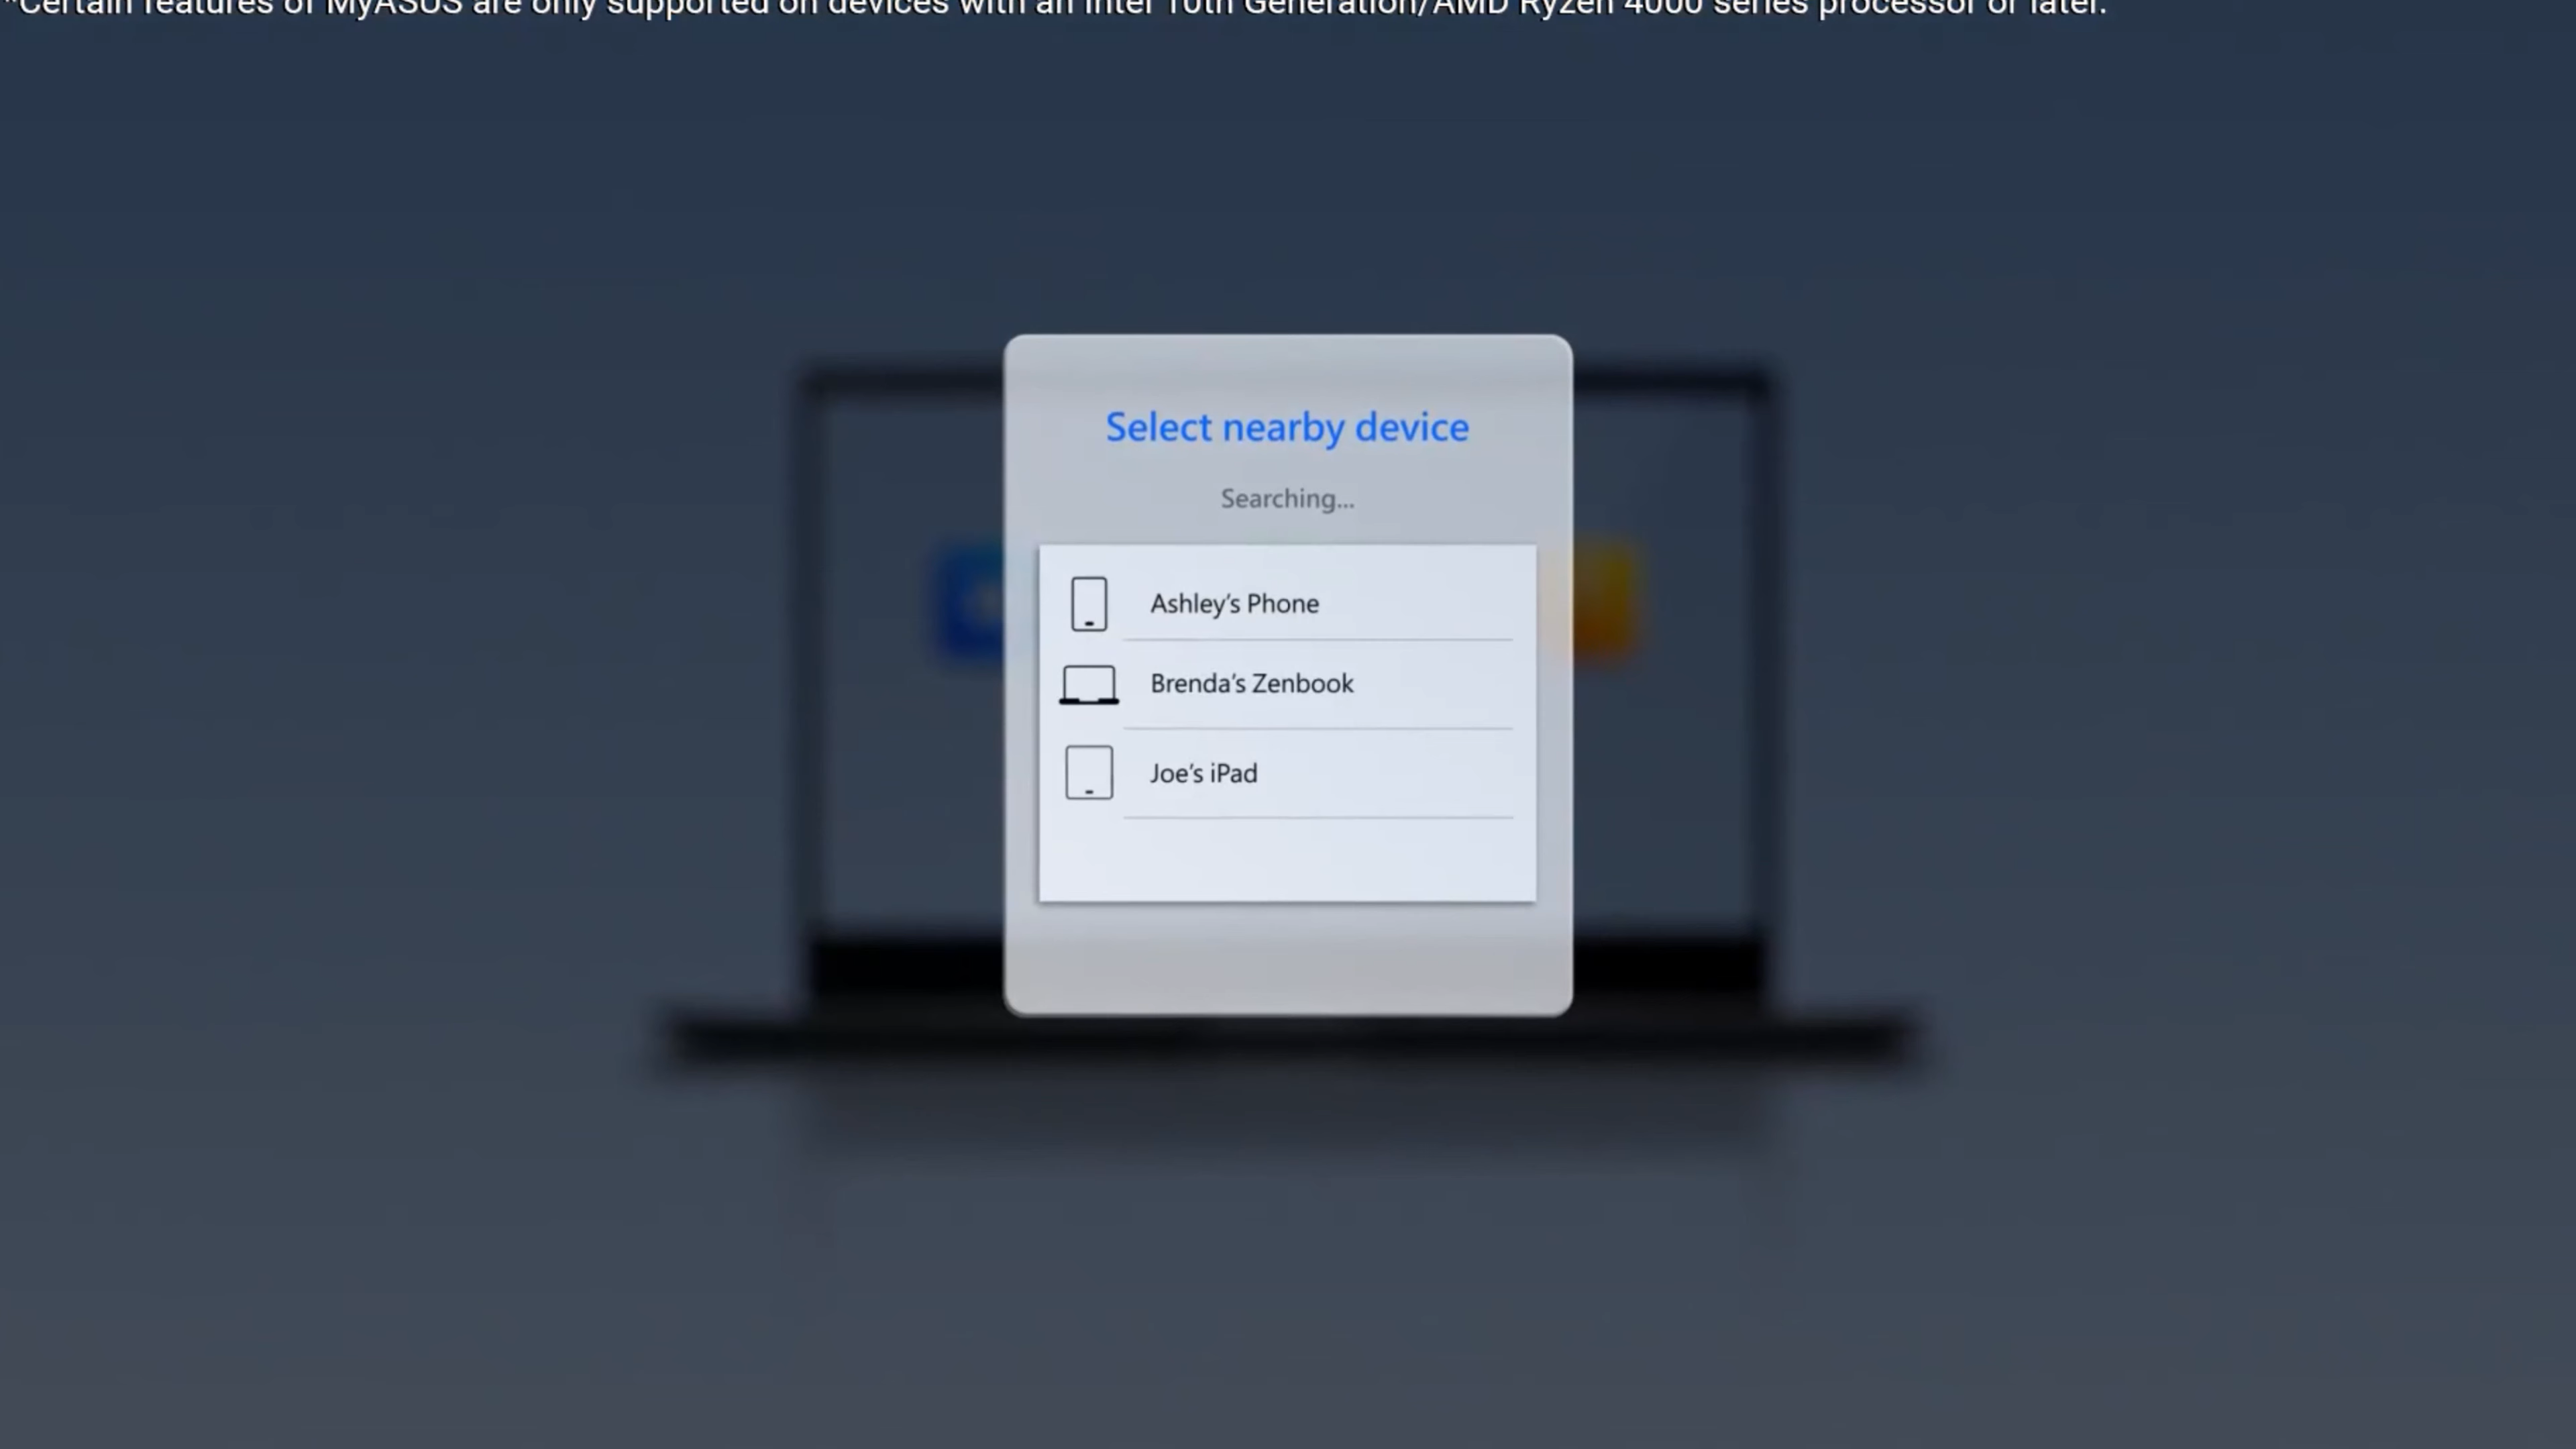 *Certain features of MyASUS are only supported on devices with an Intel 10th Generation/AMD Ryzen 4000 series processor or later.
Select nearby device
Searching...
Ashley's Phone
Brenda's Zenbook
Joe's iPad